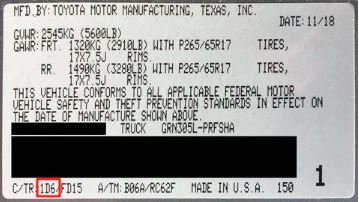 MFD.BY:TOYOTA MOTOR MANUFACTURING, TEXAS, INC.
DATE:11/18
GVWR:2545KG(5600LB)
GAWR:FRT. 1320KG (2910LB) WITH P265/65R17 TIRES,
17X7.5J RIMS.
RR. 1490KG (3280LB) WITH P265/65R17 TIRES,
17X7.5J RIMS.
THIS VEHICLE CONFORMS TO ALL APPLICABLE FEDERAL MOTOR
VEHICLE SAFETY AND THEFT PREVENTION STANDARDS IN EFFECT ON
THE DATE OF MANUFACTURE SHOWN ABOVE.
TRUCK GRN305L-PRFSHA
1
C/TR:1D6/FD15 A/TM:B06A/RC62F MADE IN U.S.A. 150